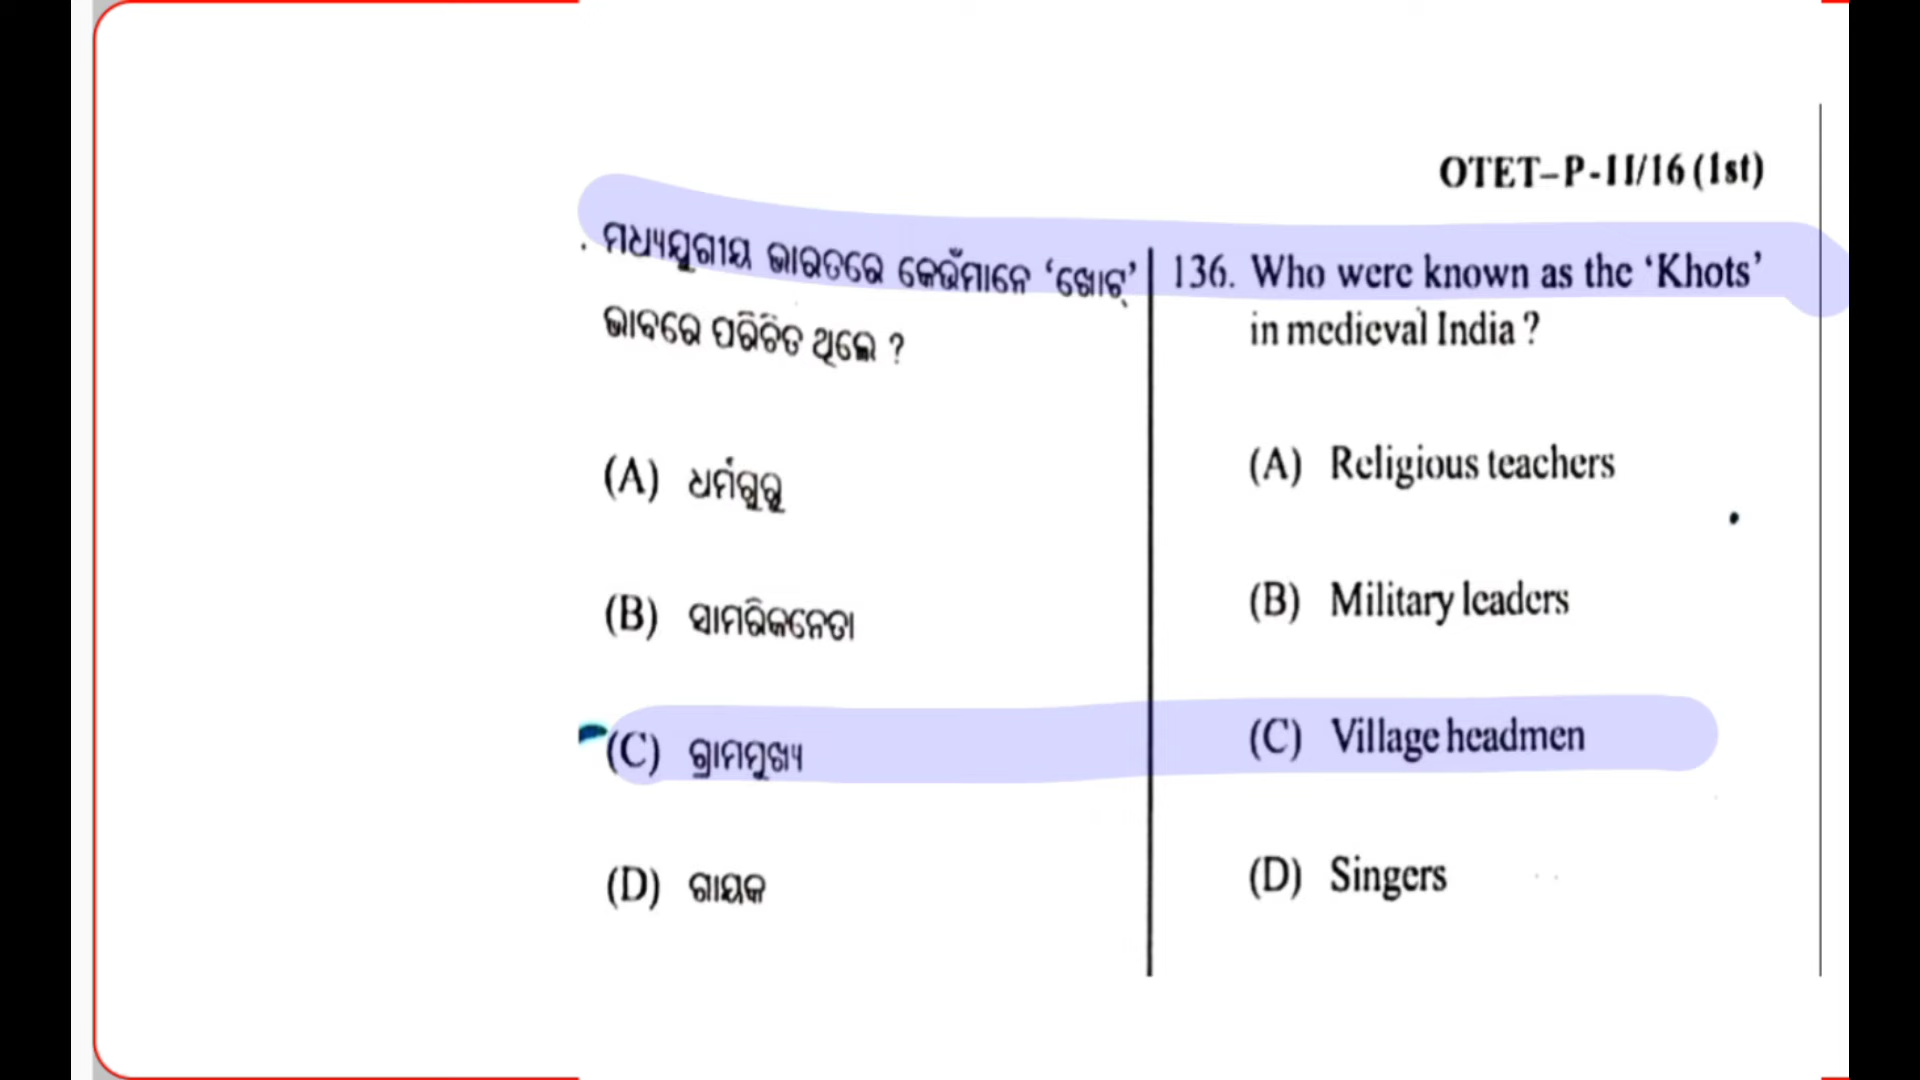 OTET–P-II/16 (1st)
ମଧ୍ୟଯୁଗୀୟ ଭାରତରେ କେଉଁମାନେ ‘ଖୋଟ୍’
ଭାବରେ ପରିଚିତ ଥିଲେ ?
(A) ଧର୍ମଗୁରୁ
(B) ସାମରିକନେତା
(C) ଗ୍ରାମମୁଖ୍ୟ
(D) ଗାୟକ
136. Who were known as the ‘Khots’
in medieval India ?
(A) Religious teachers
(B) Military leaders
(C) Village headmen
(D) Singers